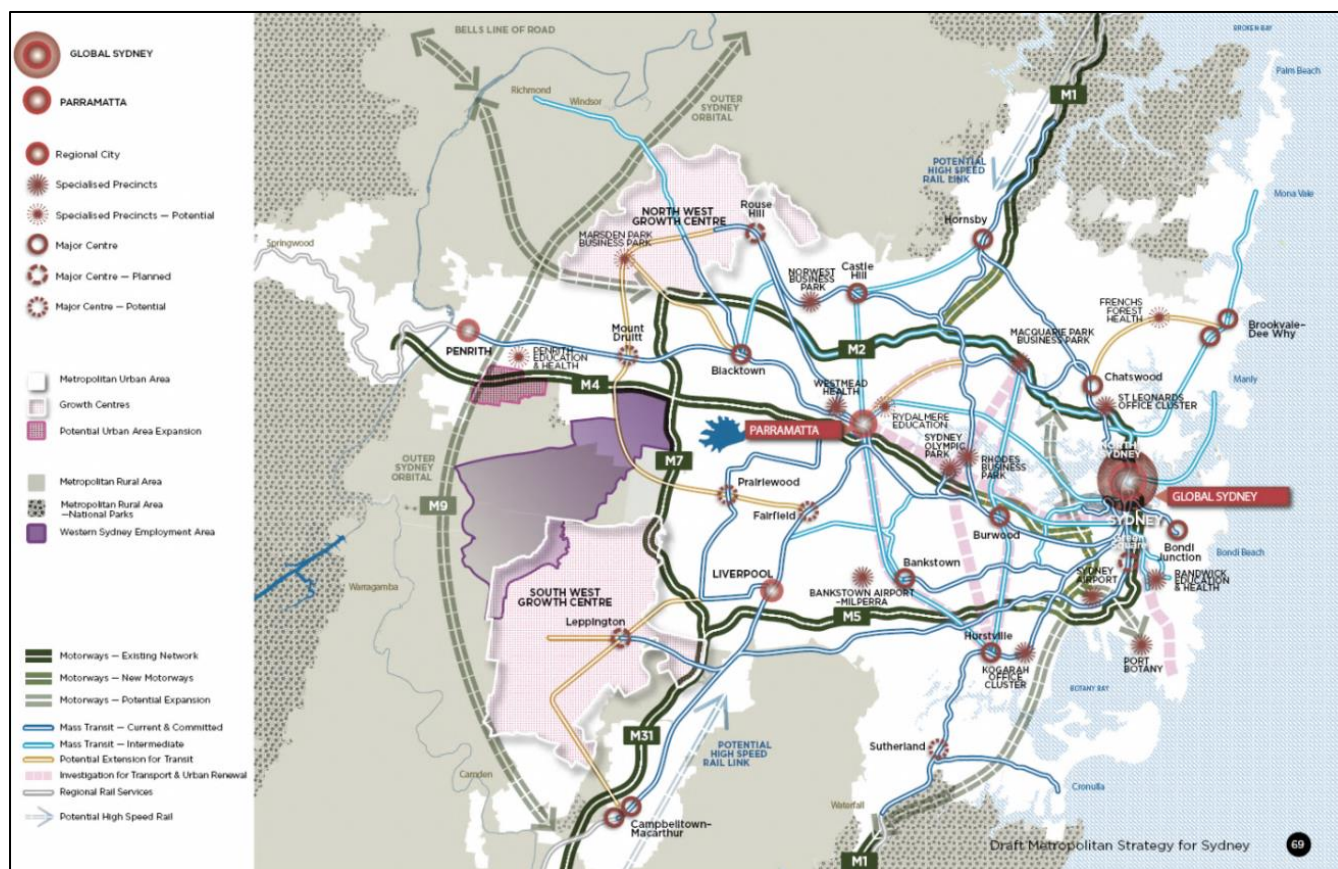 GLOBAL SYDNEY
PARRAMATTA
Regional City
Specialised Precincts
Specialised Precincts — Potential
Major Centre
Major Centre — Planned
Major Centre — Potential
Metropolitan Urban Area
Growth Centres
Potential Urban Area Expansion
Metropolitan Rural Area
Metropolitan Rural Area
—National Parks
Western Sydney Employment Area
Motorways — Existing Network
Motorways — New Motorways
Motorways — Potential Expansion
Mass Transit — Current & Committed
Mass Transit — Intermediate
Potential Extension for Transit
Investigation for Transport & Urban Renewal
Regional Rail Services
Potential High Speed Rail
BELLS LINE OF ROAD
BROKEN BAY
Palm Beach
M1
Richmond
Windsor
OUTER
SYDNEY
ORBITAL
POTENTIAL
HIGH SPEED
RAIL LINK
Mona Vale
NORTH WEST
GROWTH CENTRE
Rouse
Hill
Hornsby
MARSDEN PARK
BUSINESS PARK
Springwood
NORWEST
BUSINESS
PARK
Castle
Hill
FRENCHS
FOREST
HEALTH
Brookvale–
Dee Why
PENRITH
PENRITH
EDUCATION
& HEALTH
Mount
Druitt
Blacktown
M2
MACQUARIE PARK
BUSINESS PARK
Chatswood
Manly
M4
WESTMEAD
HEALTH
ST LEONARDS
OFFICE CLUSTER
PARRAMATTA
RYDALMERE
EDUCATION
SYDNEY
OLYMPIC
PARK
RHODES
BUSINESS
PARK
NORTH
SYDNEY
GLOBAL SYDNEY
OUTER
SYDNEY
ORBITAL
M7
M9
Prairiewood
Fairfield
Burwood
SYDNEY
Green
Square
Bondi
Junction
Bondi Beach
Warragamba
LIVERPOOL
Bankstown
BANKSTOWN AIRPORT
–MILPERRA
SYDNEY
AIRPORT
RANDWICK
EDUCATION
& HEALTH
SOUTH WEST
GROWTH CENTRE
Leppington
M5
Hurstville
KOGARAH
OFFICE
CLUSTER
PORT
BOTANY
BOTANY BAY
M31
POTENTIAL
HIGH SPEED
RAIL LINK
Sutherland
Camden
Cronulla
Waterfall
Campbelltown–
Macarthur
M1
Draft Metropolitan Strategy for Sydney 69